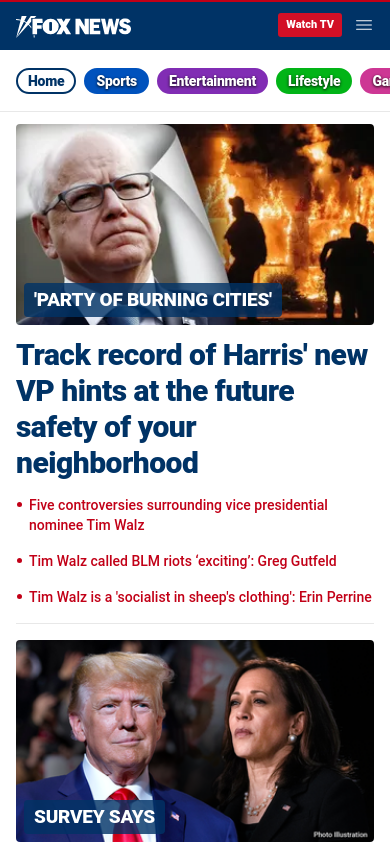 FOX NEWS
Watch TV
Home
Sports
Entertainment
Lifestyle
Ga
'PARTY OF BURNING CITIES'
Track record of Harris' new
VP hints at the future
safety of your
neighborhood
• Five controversies surrounding vice presidential
nominee Tim Walz
• Tim Walz called BLM riots ‘exciting’: Greg Gutfeld
• Tim Walz is a 'socialist in sheep's clothing': Erin Perrine
SURVEY SAYS
Photo Illustration